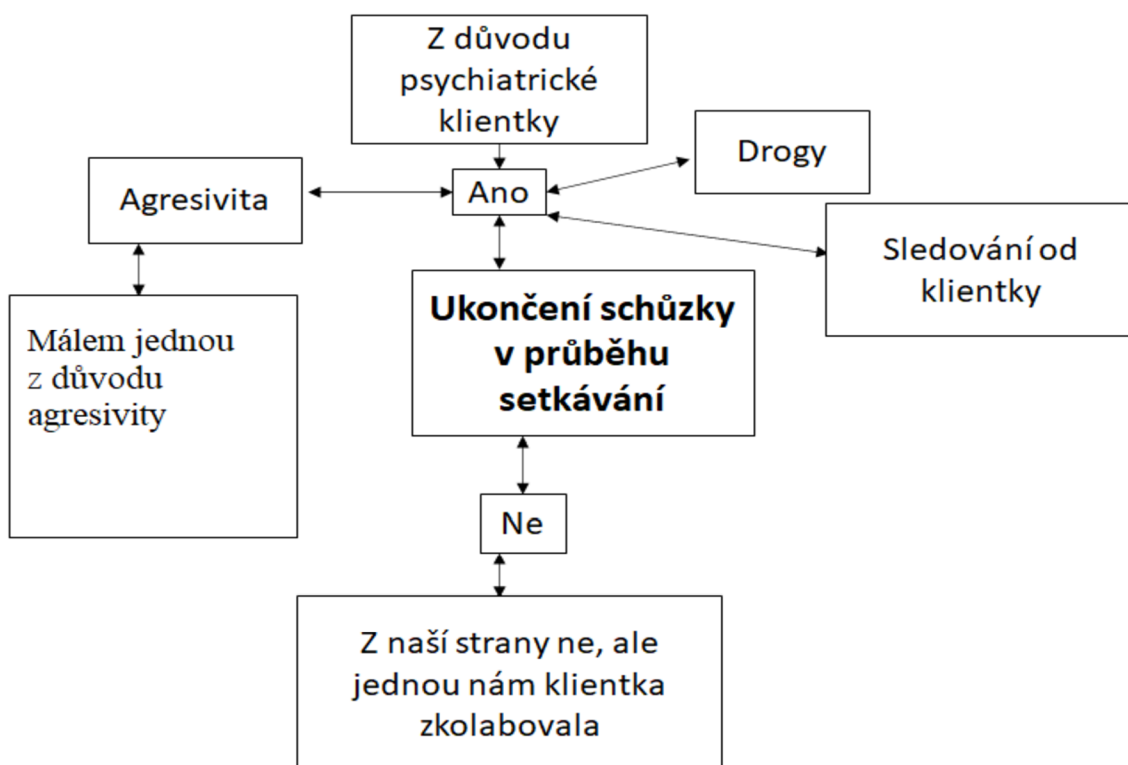 Z důvodu
psychiatrické
klientky
Drogy
Agresivita
Ano
Sledování od
klientky
Ukončení schůzky
v průběhu
setkávání
Málem jednou
z důvodu
agresivity
Ne
Z naší strany ne, ale
jednou nám klientka
zkolabovala